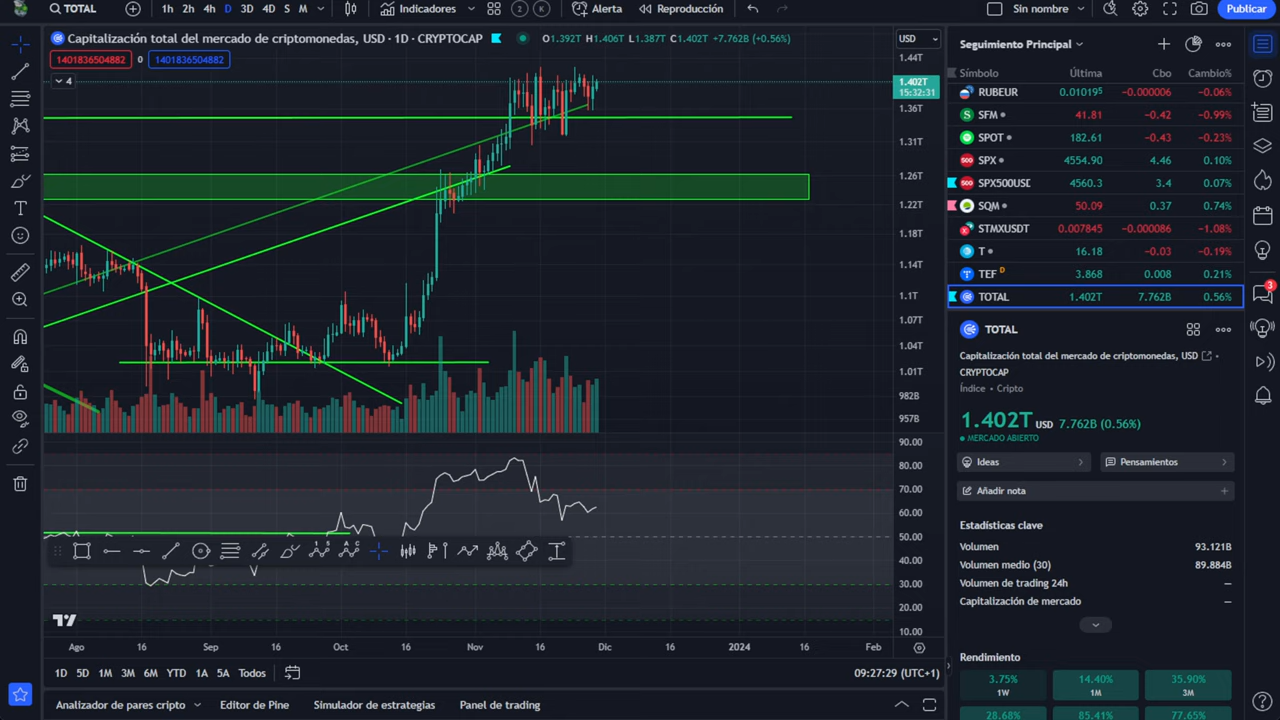 TOTAL 1h 2h 4h D 3D 4D S M Indicadores 2 K Alerta Reproducción Sin nombre Publicar
Capitalización total del mercado de criptomonedas, USD · 1D · CRYPTOCAP O1.392T H1.406T L1.387T C1.402T +7.762B (+0.56%) USD
1401836504882 0 1401836504882
4
1.44T
1.402T
15:32:31
1.36T
1.31T
1.26T
1.22T
1.18T
1.14T
1.1T
1.07T
1.04T
1.01T
982B
957B
90.00
80.00
70.00
60.00
50.00
40.00
30.00
20.00
10.00
Ago 16 Sep 16 Oct 16 Nov 16 Dic 16 2024 16 Feb
1D 5D 1M 3M 6M YTD 1A 5A Todos 09:27:29 (UTC+1)
Analizador de pares cripto Editor de Pine Simulador de estrategias Panel de trading
Seguimiento Principal
Símbolo Última Cbo Cambio%
RUBEUR 0.010195 −0.000006 −0.06%
SFM 41.81 −0.42 −0.99%
SPOT 182.61 −0.43 −0.23%
SPX 4554.90 4.46 0.10%
SPX500USD 4560.3 3.4 0.07%
SQM 50.09 0.37 0.74%
STMXUSDT 0.007845 −0.000086 −1.08%
T 16.18 −0.03 −0.19%
TEF D 3.868 0.008 0.21%
TOTAL 1.402T 7.762B 0.56%
3
TOTAL
Capitalización total del mercado de criptomonedas, USD •
CRYPTOCAP
Índice • Cripto
1.402T USD 7.762B (0.56%)
MERCADO ABIERTO
Ideas Pensamientos
Añadir nota
Estadísticas clave
Volumen 93.121B
Volumen medio (30) 89.884B
Volumen de trading 24h —
Capitalización de mercado —
Rendimiento
3.75% 14.40% 35.90%
1W 1M 3M
28.68% 85.41% 77.65%